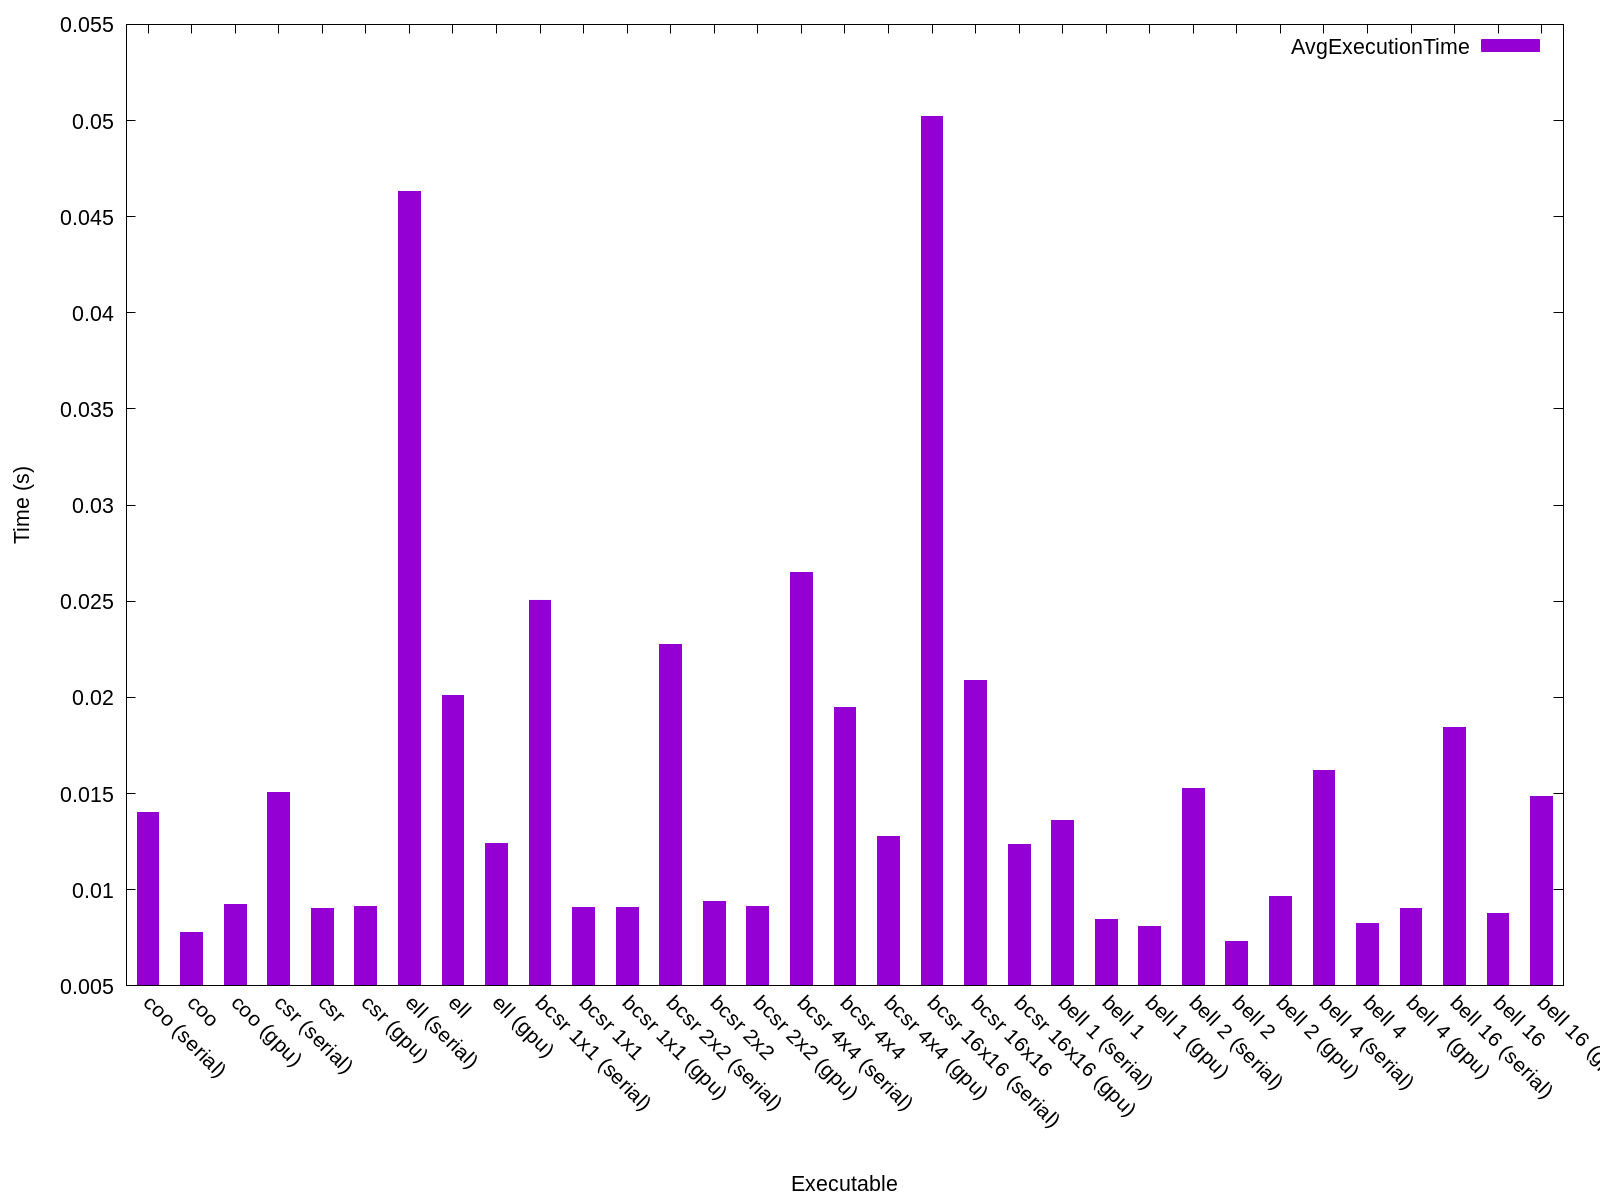 AvgExecutionTime
0.055
0.05
0.045
0.04
0.035
0.03
0.025
0.02
0.015
0.01
0.005
Time (s)
coo (serial)
coo
coo (gpu)
csr (serial)
csr
csr (gpu)
ell (serial)
ell
ell (gpu)
bcsr 1x1 (serial)
bcsr 1x1
bcsr 1x1 (gpu)
bcsr 2x2 (serial)
bcsr 2x2
bcsr 2x2 (gpu)
bcsr 4x4 (serial)
bcsr 4x4
bcsr 4x4 (gpu)
bcsr 16x16 (serial)
bcsr 16x16
bcsr 16x16 (gpu)
bell 1 (serial)
bell 1
bell 1 (gpu)
bell 2 (serial)
bell 2
bell 2 (gpu)
bell 4 (serial)
bell 4
bell 4 (gpu)
bell 16 (serial)
bell 16
bell 16
Executable